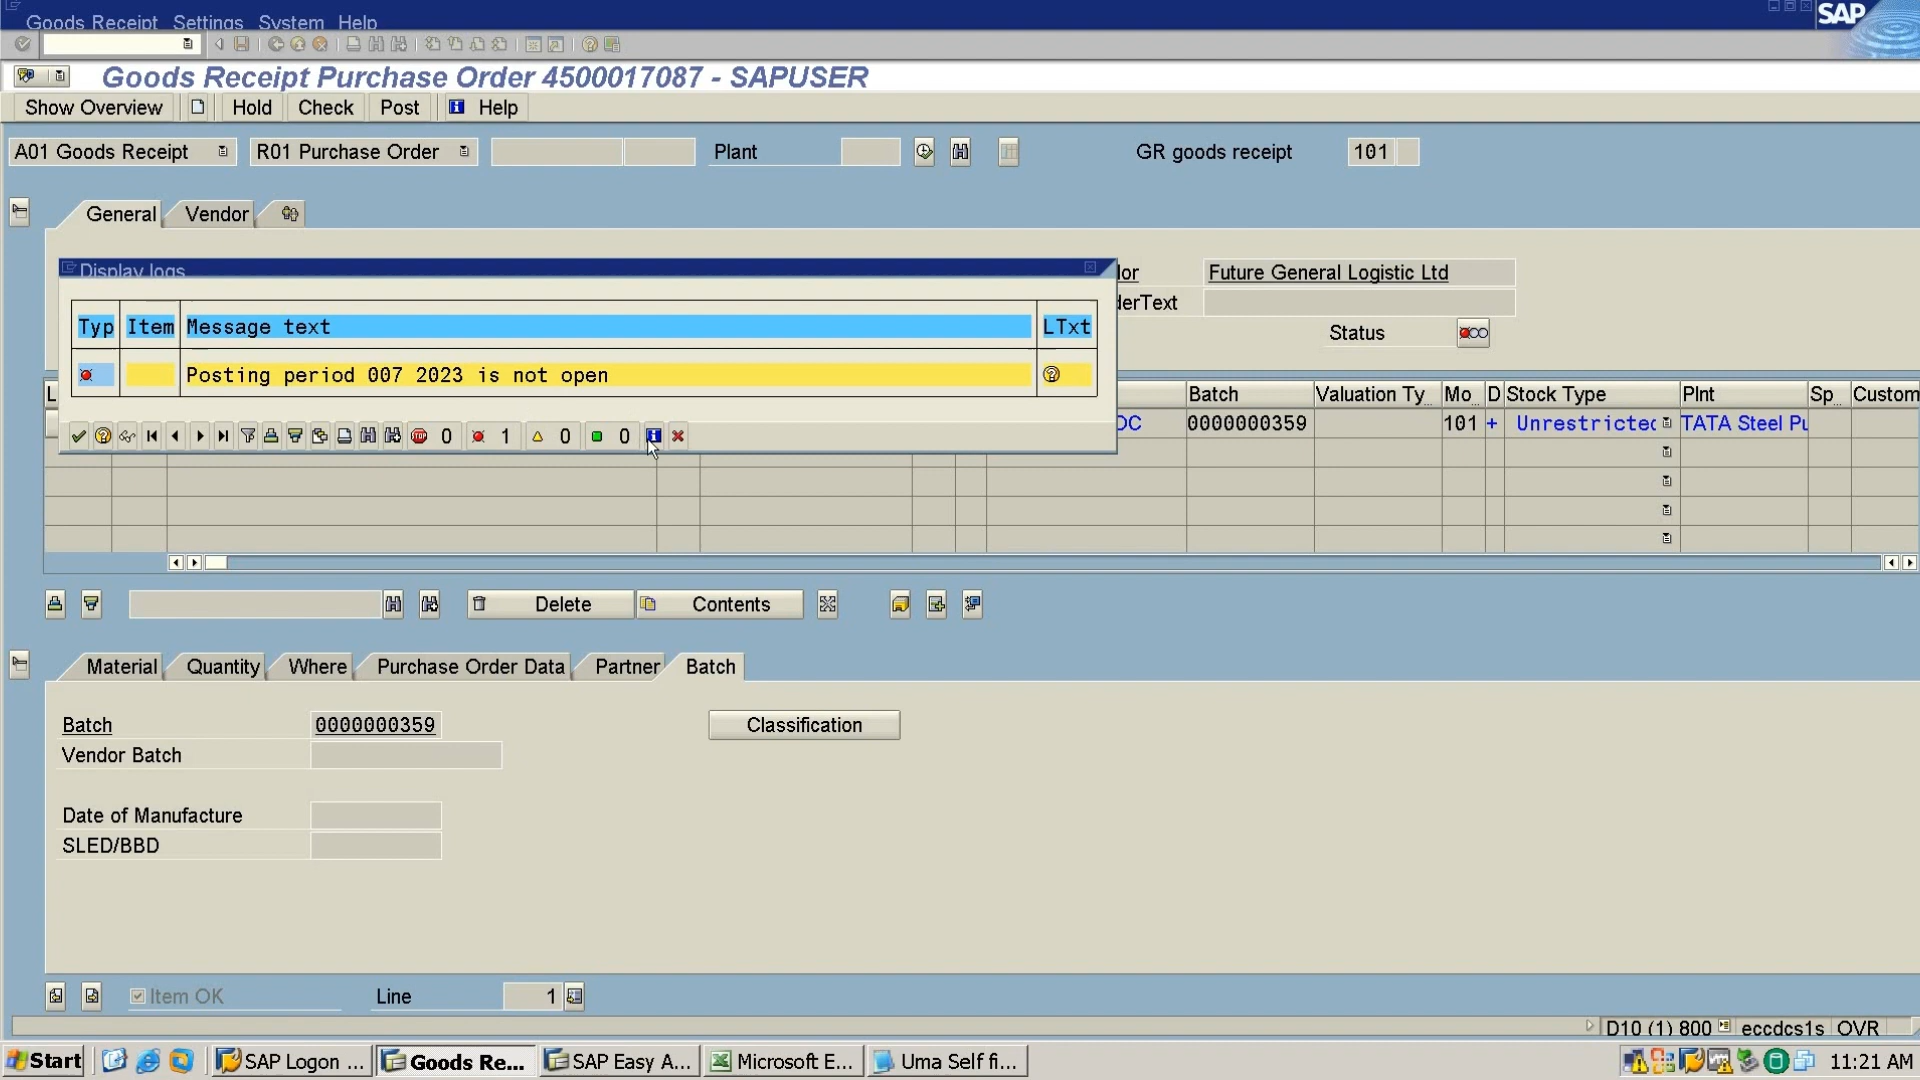 Goods Receipt Settings System Help
SAP
Goods Receipt Purchase Order 4500017087 - SAPUSER
Show Overview Hold Check Post Help
A01 Goods Receipt R01 Purchase Order Plant GR goods receipt 101
General Vendor
Display logs
Typ Item Message text LTxt
Posting period 007 2023 is not open
0 1 0 0
lor Future General Logistic Ltd
derText
Status
L Batch Valuation Ty Mo D Stock Type Plnt Sp Custom
OC 0000000359 101 + Unrestricted TATA Steel Pu
Delete Contents
Material Quantity Where Purchase Order Data Partner Batch
Batch 0000000359 Classification
Vendor Batch
Date of Manufacture
SLED/BBD
Item OK Line 1
D10 (1) 800 eccdcs1s OVR
Start SAP Logon ... Goods Re... SAP Easy A... Microsoft E... Uma Self fi... 11:21 AM